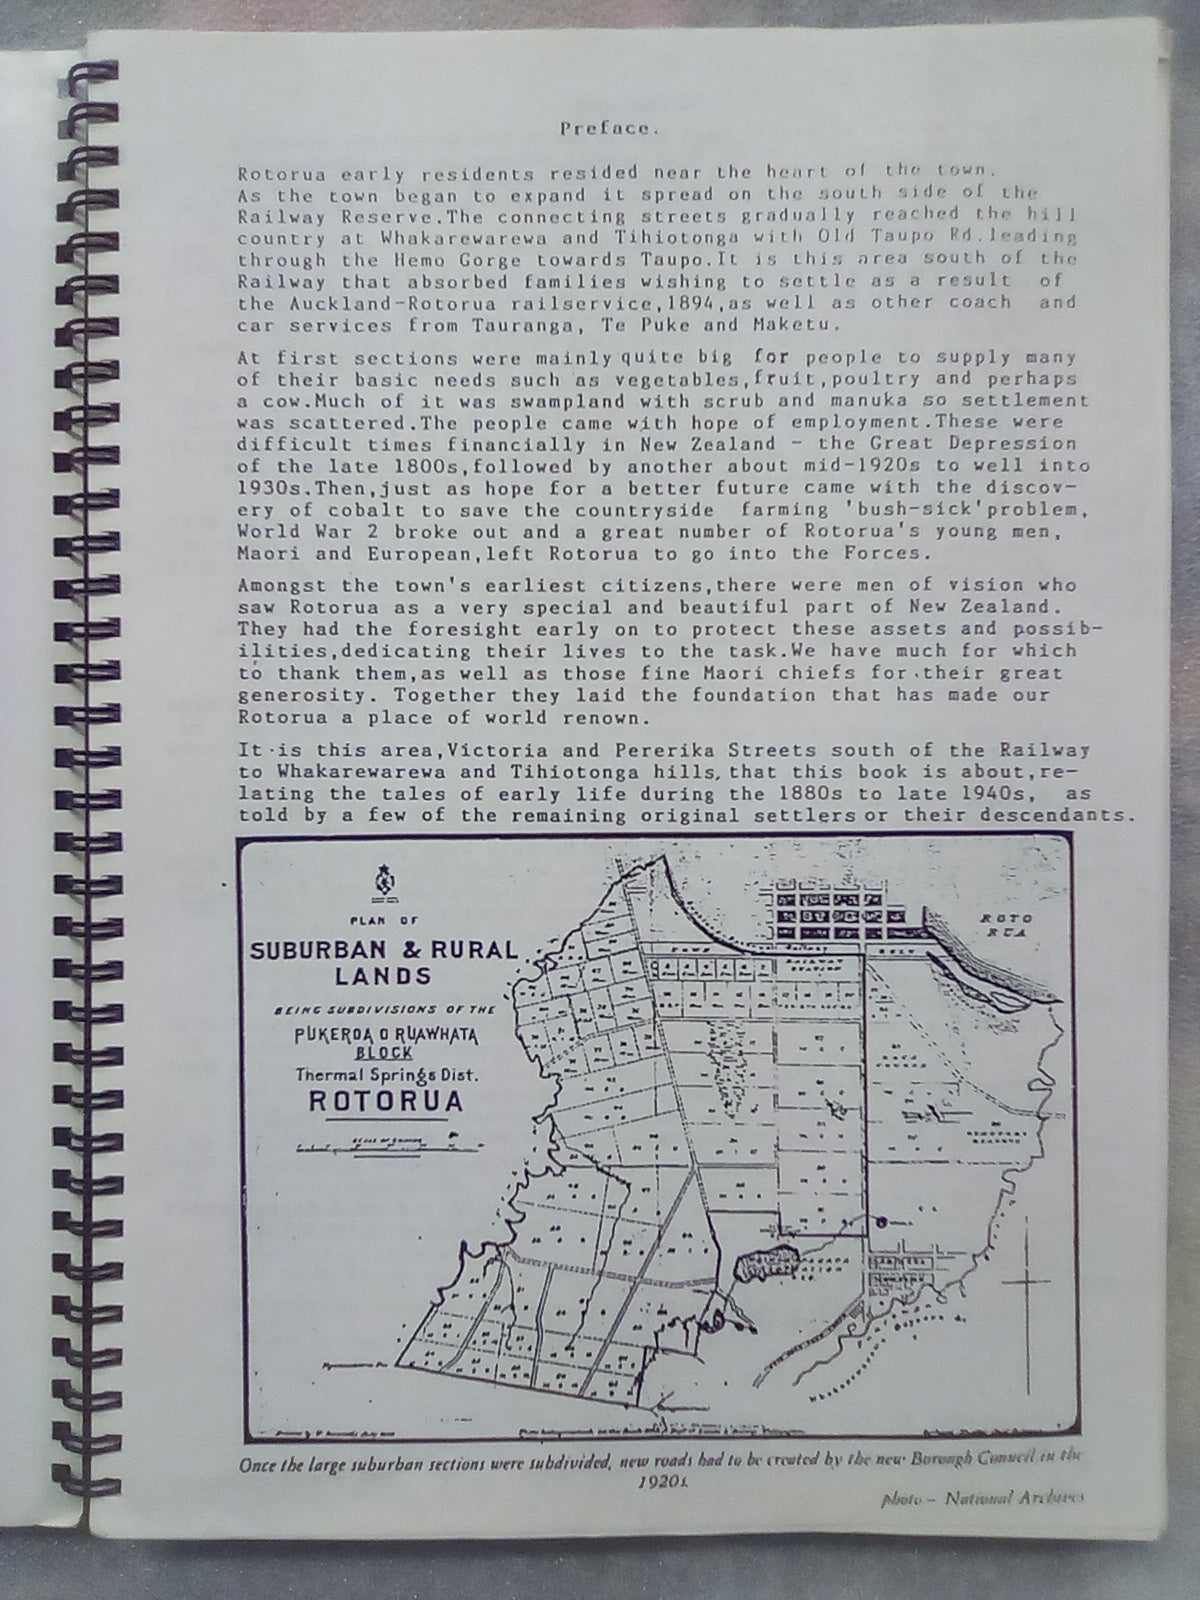 Preface.
Rotorua early residents resided near the heart of the town.
As the town began to expand it spread on the south side of the
Railway Reserve.The connecting streets gradually reached the hill
country at Whakarewarewa and Tihiotonga with Old Taupo Rd.leading
through the Hemo Gorge towards Taupo.It is this area south of the
Railway that absorbed families wishing to settle as a result of
the Auckland-Rotorua railservice,1894,as well as other coach and
car services from Tauranga, Te Puke and Maketu.
At first sections were mainly quite big for people to supply many
of their basic needs such as vegetables,fruit,poultry and perhaps
a cow.Much of it was swampland with scrub and manuka so settlement
was scattered.The people came with hope of employment.These were
difficult times financially in New Zealand - the Great Depression
of the late 1800s,followed by another about mid-1920s to well into
1930s.Then,just as hope for a better future came with the discov-
ery of cobalt to save the countryside farming 'bush-sick'problem,
World War 2 broke out and a great number of Rotorua's young men,
Maori and European,left Rotorua to go into the Forces.
Amongst the town's earliest citizens,there were men of vision who
saw Rotorua as a very special and beautiful part of New Zealand.
They had the foresight early on to protect these assets and possib-
ilities,dedicating their lives to the task.We have much for which
to thank them,as well as those fine Maori chiefs for their great
generosity. Together they laid the foundation that has made our
Rotorua a place of world renown.
It is this area,Victoria and Pererika Streets south of the Railway
to Whakarewarewa and Tihiotonga hills,that this book is about,re-
lating the tales of early life during the 1880s to late 1940s, as
told by a few of the remaining original settlers or their descendants.
PLAN OF
SUBURBAN & RURAL
LANDS
BEING SUBDIVISIONS OF THE
PUKEROA O RUAWHATA
BLOCK
Thermal Springs Dist.
ROTORUA
ROTO
RUA
TOWN
BELT
RAILWAY
STATION
Once the large suburban sections were subdivided, new roads had to be created by the new Borough Council in the
1920s.
photo - National Archives